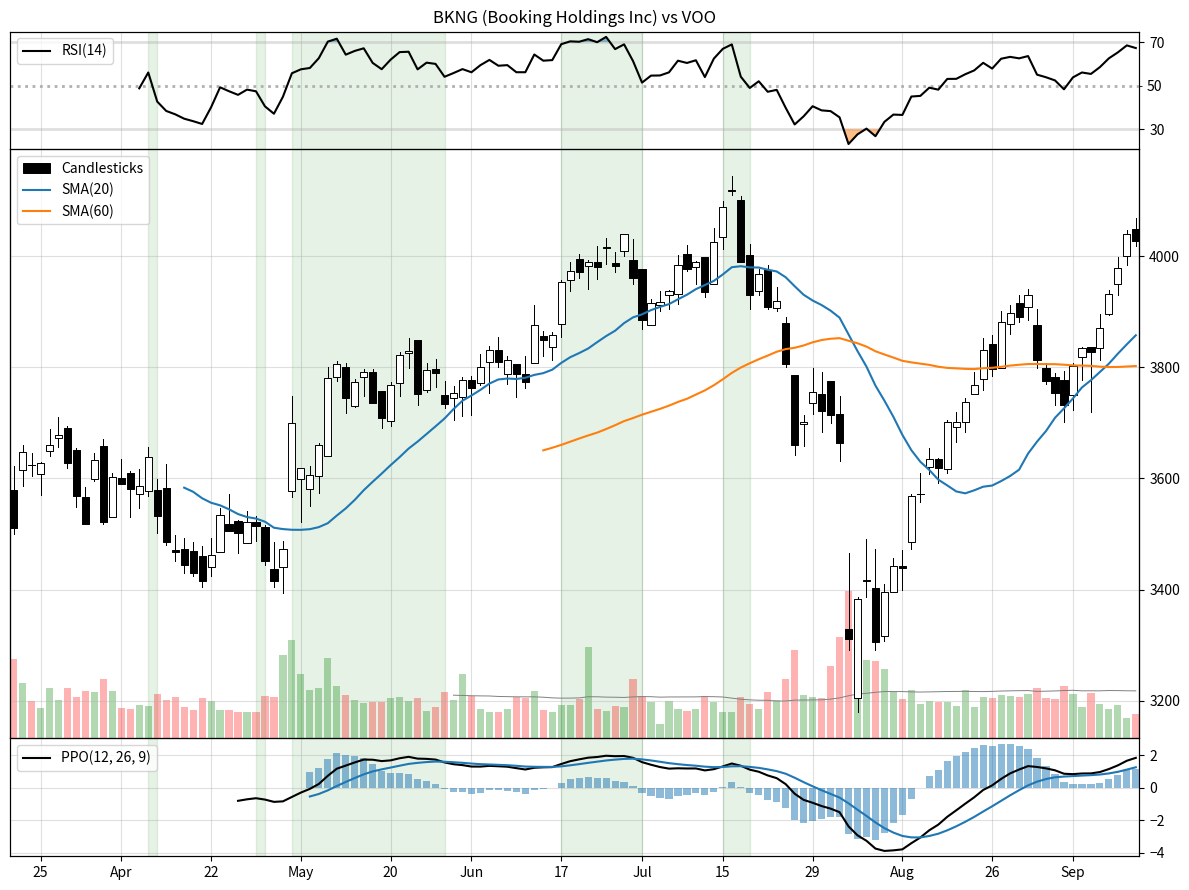 BKNG (Booking Holdings Inc) vs VOO
RSI(14)
70
50
30
Candlesticks
SMA(20)
SMA(60)
4000
3800
3600
3400
3200
PPO(12, 26, 9)
2
0
−2
−4
25 Apr 22 May 20 Jun 17 Jul 15 29 Aug 26 Sep